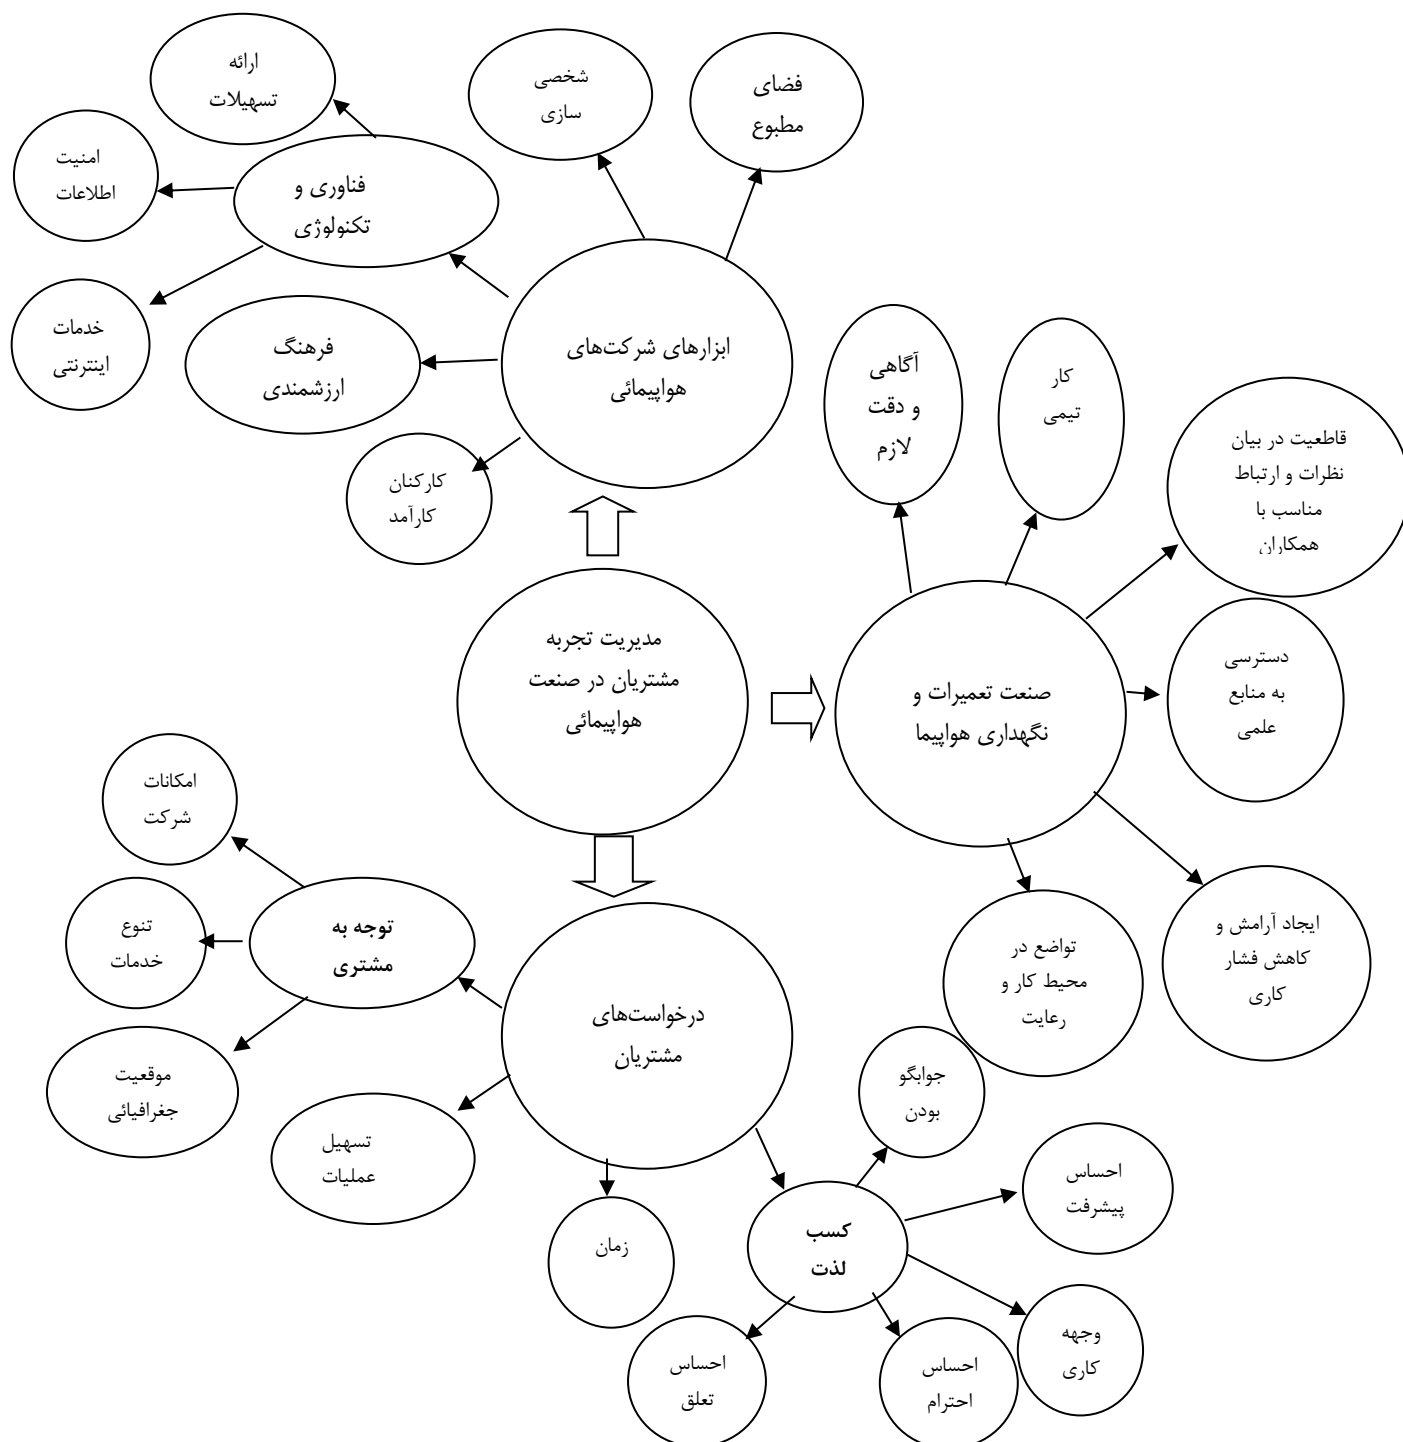 ارائه
تسهیلات
شخصی
سازی
فضای
مطبوع
امنیت
اطلاعات
فناوری و
تکنولوژی
خدمات
اینترنتی
فرهنگ
ارزشمندی
ابزارهای شرکت‌های
هواپیمائی
کارکنان
کارآمد
آگاهی
و دقت
لازم
کار
تیمی
قاطعیت در بیان
نظرات و ارتباط
مناسب با
همکاران
مدیریت تجربه
مشتریان در صنعت
هواپیمائی
صنعت تعمیرات و
نگهداری هواپیما
دسترسی
به منابع
علمی
ایجاد آرامش و
کاهش فشار
کاری
تواضع در
محیط کار و
رعایت
امکانات
شرکت
تنوع
خدمات
توجه به
مشتری
موقعیت
جغرافیائی
درخواست‌های
مشتریان
تسهیل
عملیات
زمان
جوابگو
بودن
کسب
لذت
احساس
پیشرفت
وجهه
کاری
احساس
احترام
احساس
تعلق